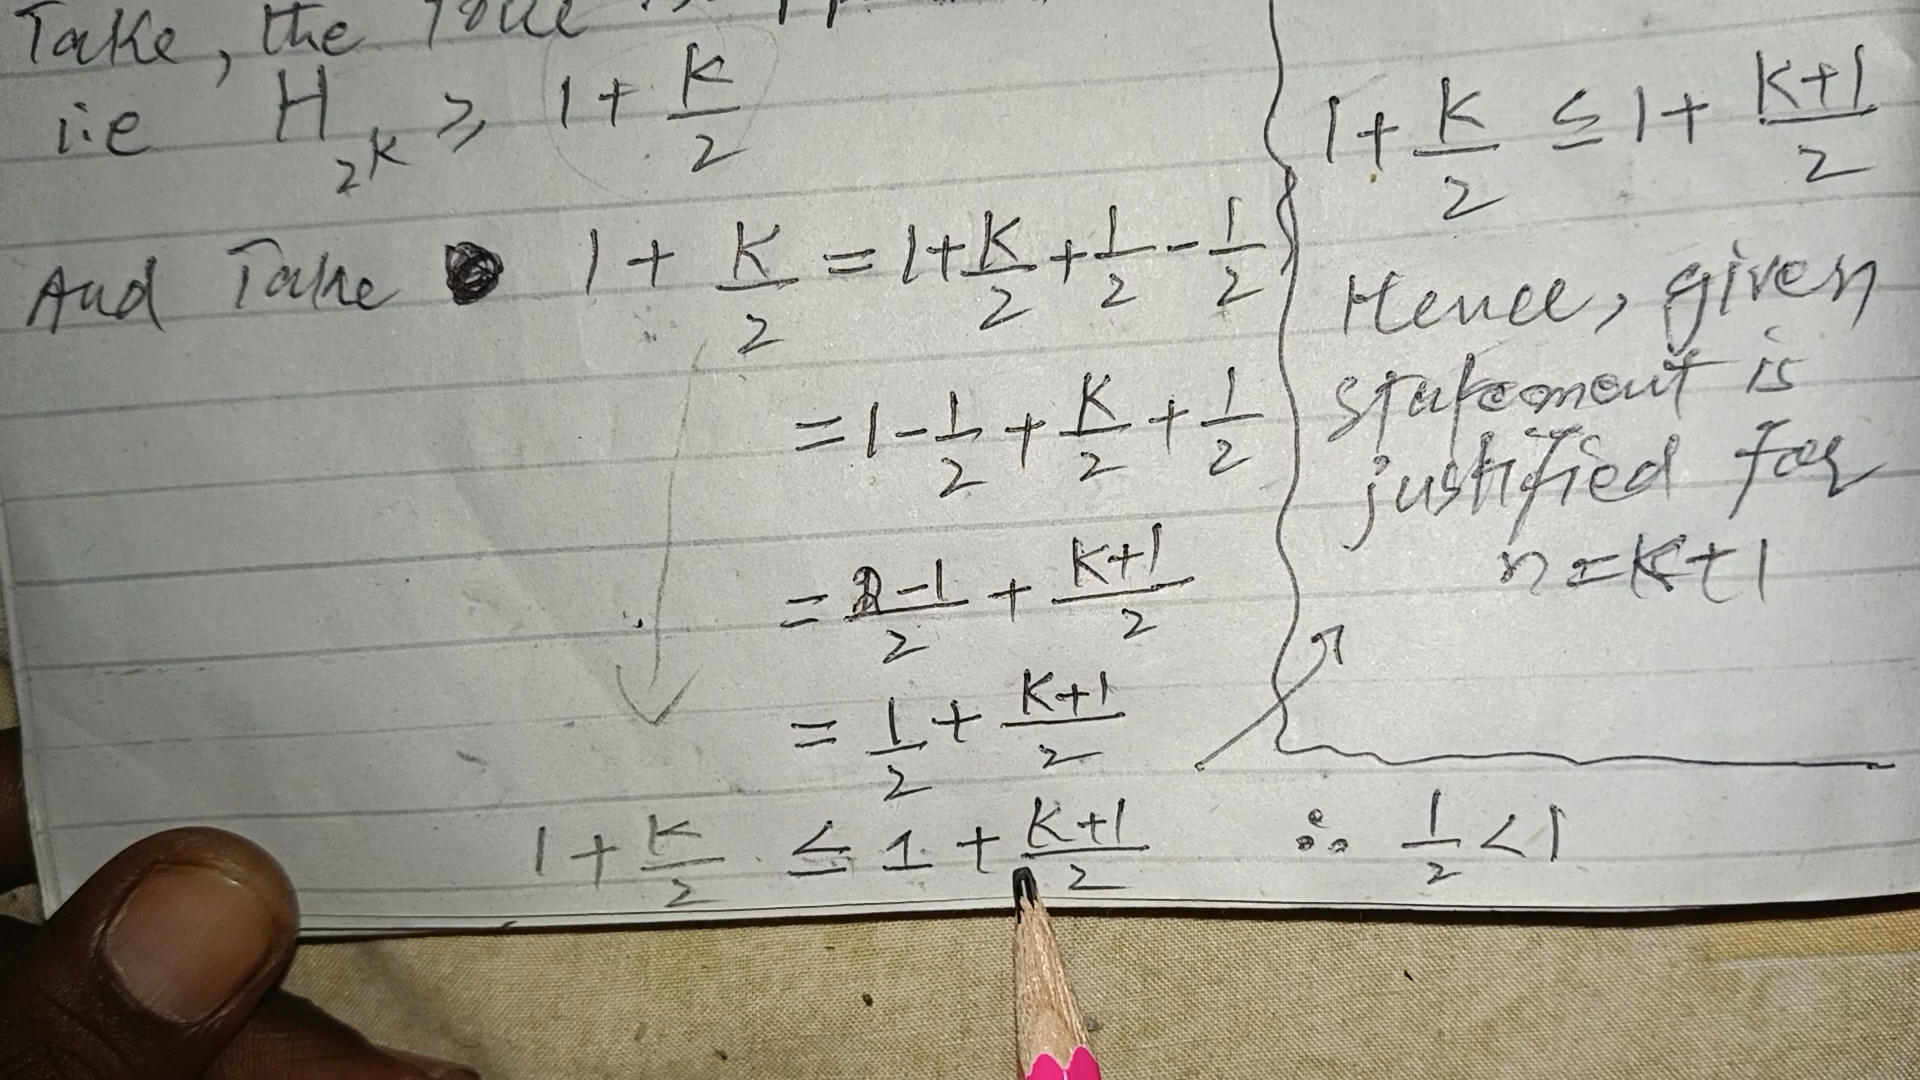 Take, the
i.e H_{2^K} ≥ 1 + K/2
And Take 1 + K/2 = 1 + K/2 + 1/2 - 1/2
= 1 - 1/2 + K/2 + 1/2
= 2-1/2 + K+1/2
= 1/2 + K+1/2
1 + K/2 ≤ 1 + K+1/2 ∴ 1/2 < 1
1 + K/2 ≤ 1 + K+1/2
Hence, given
statement is
justified for
n = K+1